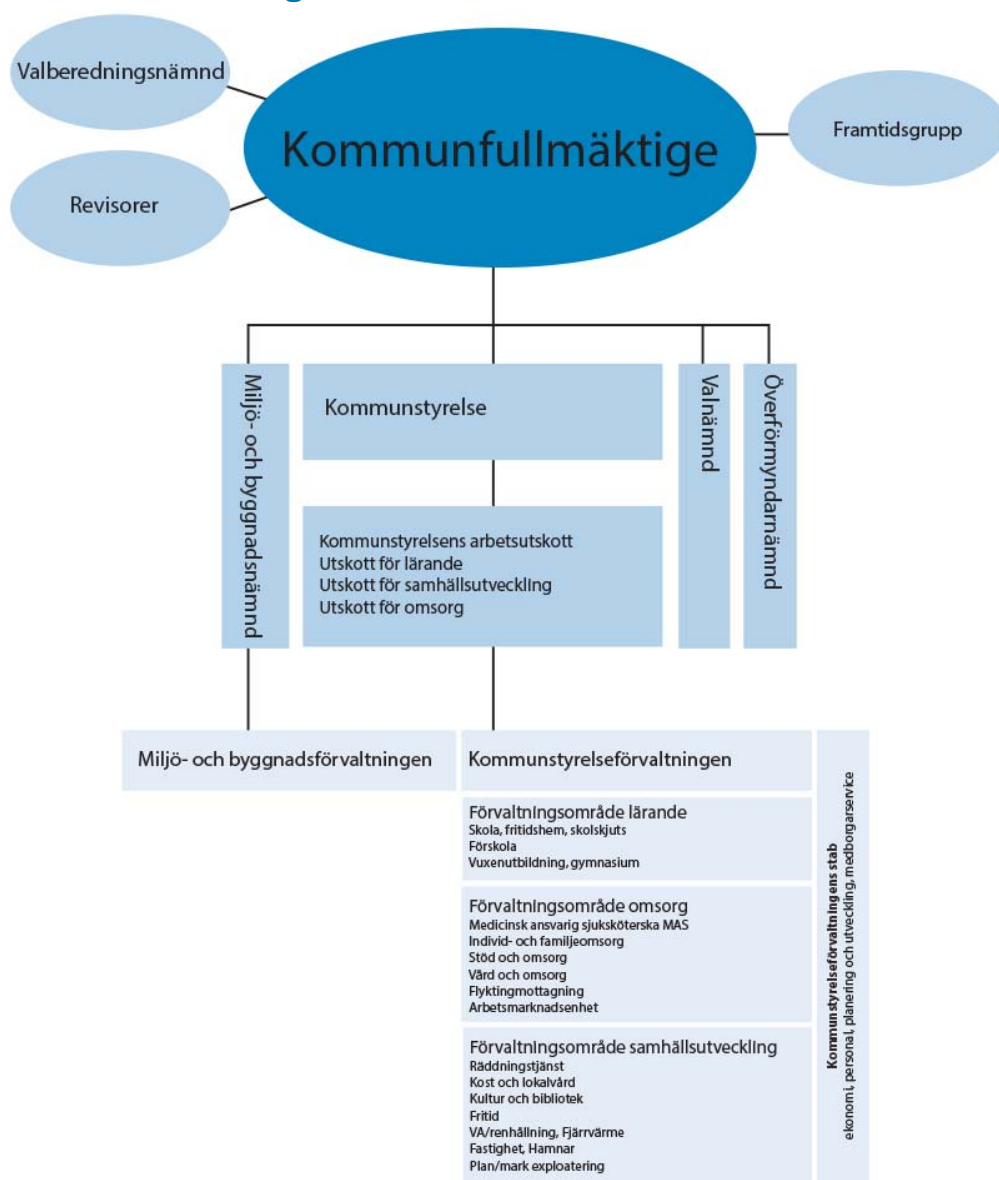 Valberedningsnämnd
Kommunfullmäktige
Framtidsgrupp
Revisorer
Miljö- och byggnadsnämnd
Kommunstyrelse
Valnämnd
Överförmyndarnämnd
Kommunstyrelsens arbetsutskott
Utskott för lärande
Utskott för samhällsutveckling
Utskott för omsorg
Miljö- och byggnadsförvaltningen
Kommunstyrelseförvaltningen
Förvaltningsområde lärande
Skola, fritidshem, skolskjuts
Förskola
Vuxenutbildning, gymnasium
Förvaltningsområde omsorg
Medicinsk ansvarig sjuksköterska MAS
Individ- och familjeomsorg
Stöd och omsorg
Vård och omsorg
Flyktingmottagning
Arbetsmarknadsenhet
Förvaltningsområde samhällsutveckling
Räddningstjänst
Kost och lokalvård
Kultur och bibliotek
Fritid
VA/renhållning, Fjärrvärme
Fastighet, Hamnar
Plan/mark exploatering
Kommunstyrelseförvaltningens stab
ekonomi, personal, planering och utveckling, medborgarservice